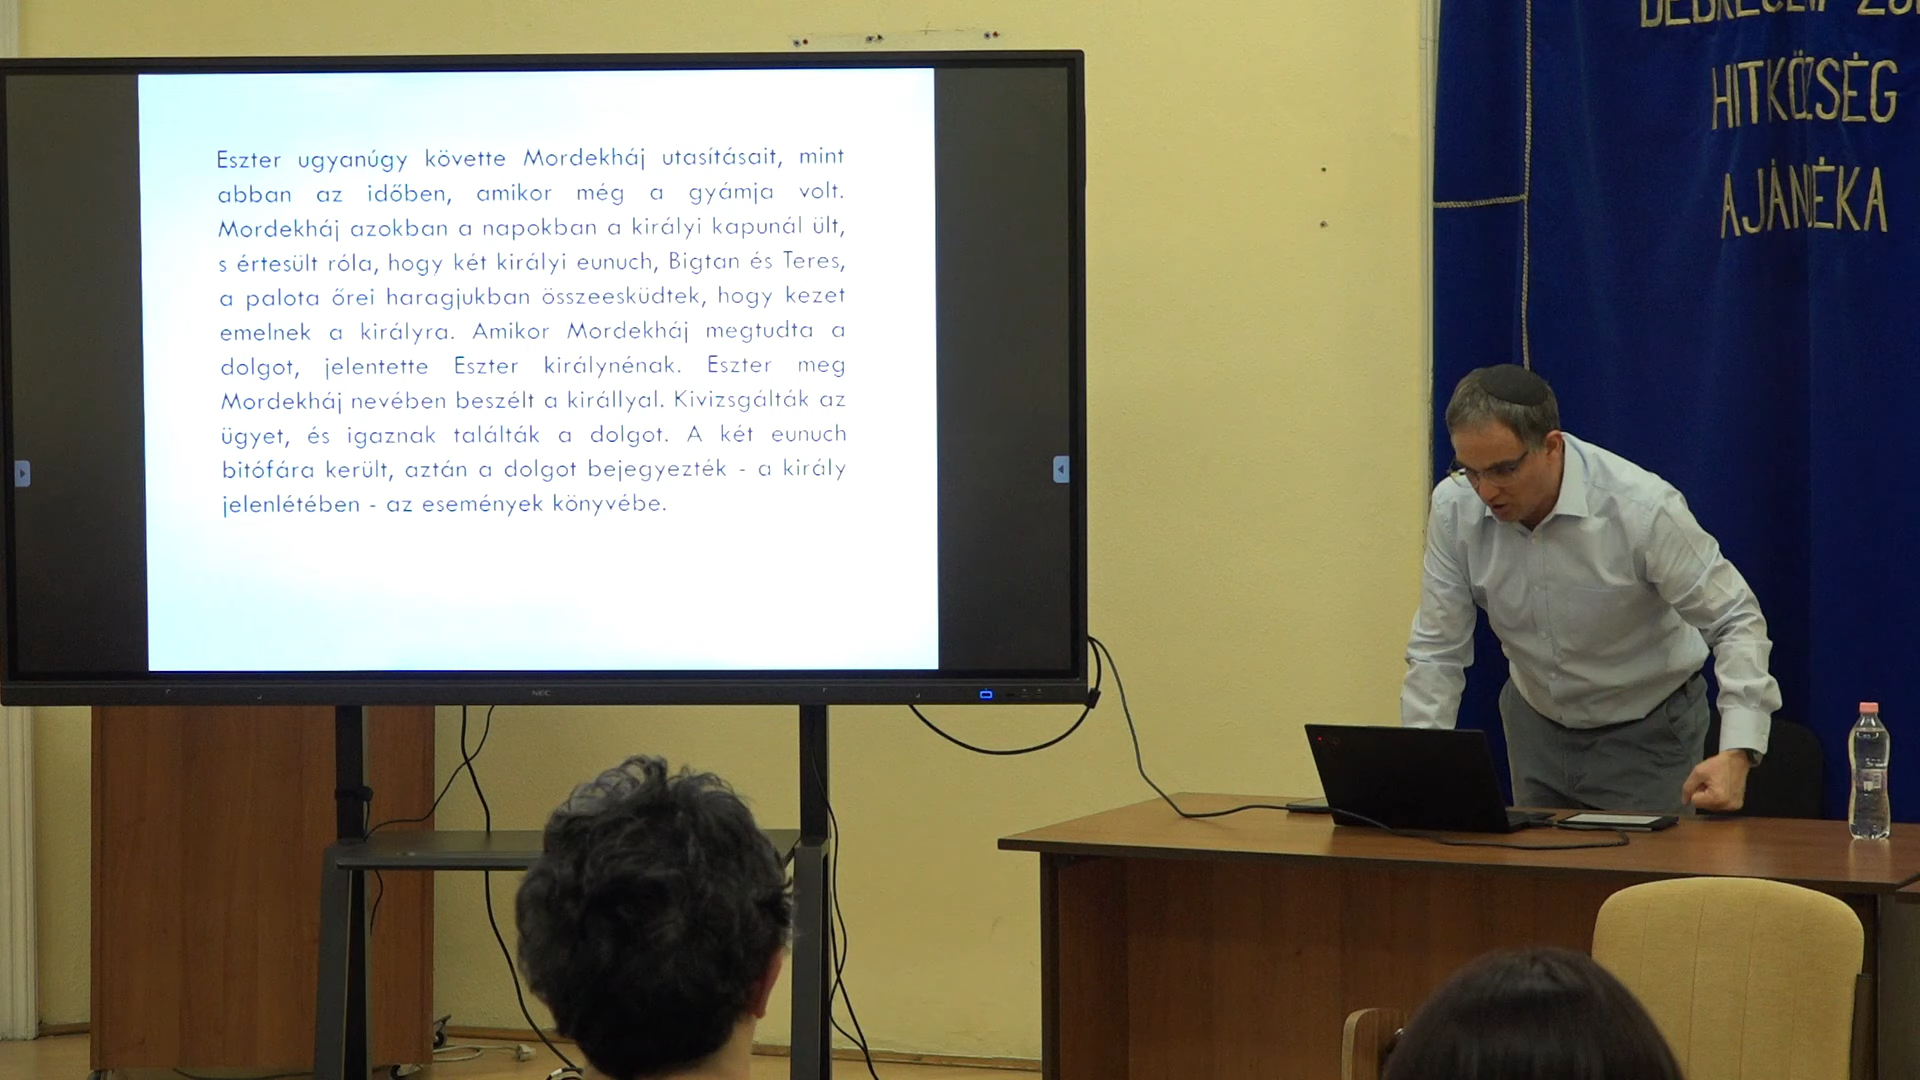 Eszter ugyanúgy követte Mordekháj utasításait, mint
abban az időben, amikor még a gyámja volt.
Mordekháj azokban a napokban a királyi kapunál ült,
s értesült róla, hogy két királyi eunuch, Bigtan és Teres,
a palota őrei haragjukban összeesküdtek, hogy kezet
emelnek a királyra. Amikor Mordekháj megtudta a
dolgot, jelentette Eszter királynénak. Eszter meg
Mordekháj nevében beszélt a királlyal. Kivizsgálták az
ügyet, és igaznak találták a dolgot. A két eunuch
bitófára került, aztán a dolgot bejegyezték - a király
jelenlétében - az események könyvébe.
NEC
HITKÖZSÉG
AJÁNDÉKA